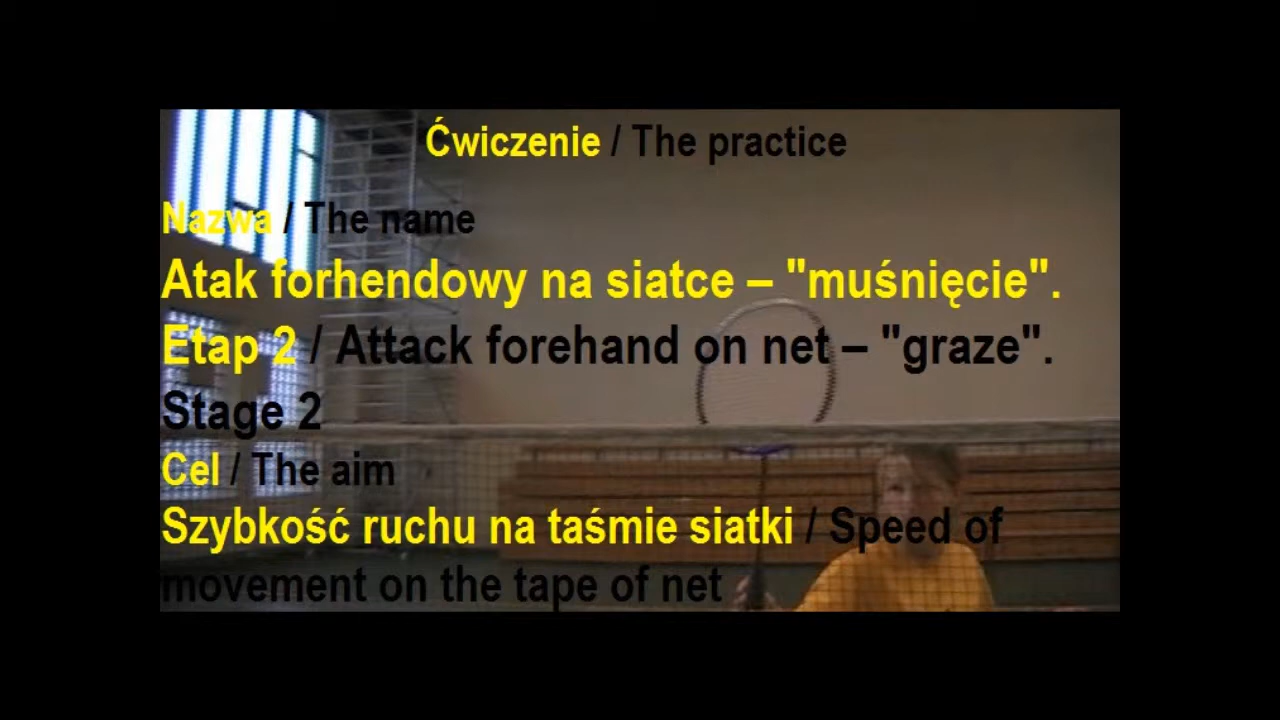 Ćwiczenie / The practice
Nazwa / The name
Atak forhendowy na siatce – "muśnięcie".
Etap 2 / Attack forehand on net – "graze".
Stage 2
Cel / The aim
Szybkość ruchu na taśmie siatki / Speed of
movement on the tape of net